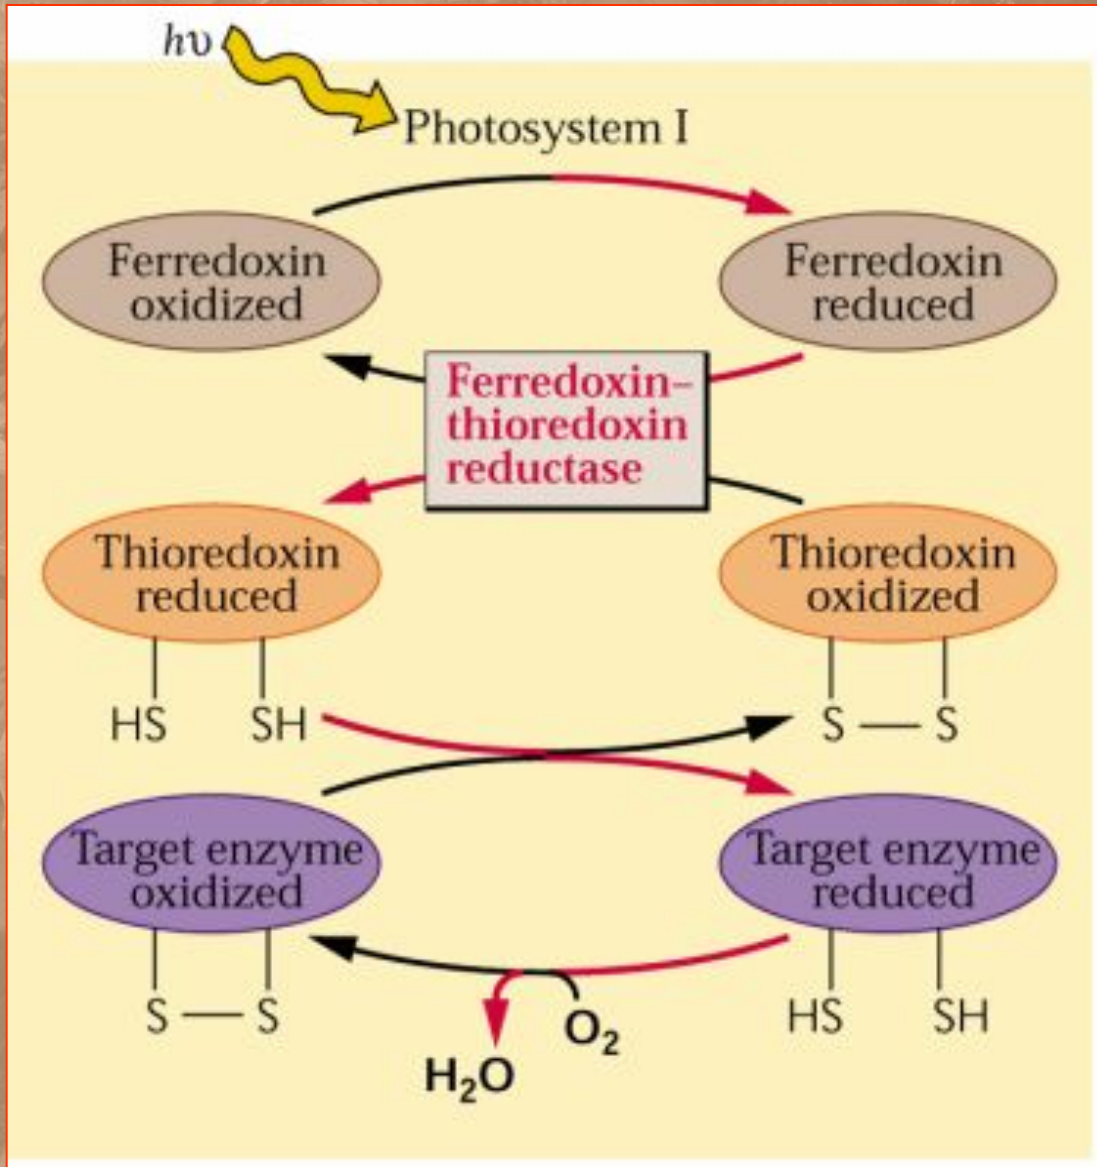 hυ
Photosystem I
Ferredoxin
oxidized
Ferredoxin
reduced
Ferredoxin–
thioredoxin
reductase
Thioredoxin
reduced
Thioredoxin
oxidized
HS SH
S — S
Target enzyme
oxidized
Target enzyme
reduced
S — S
HS SH
O₂
H₂O